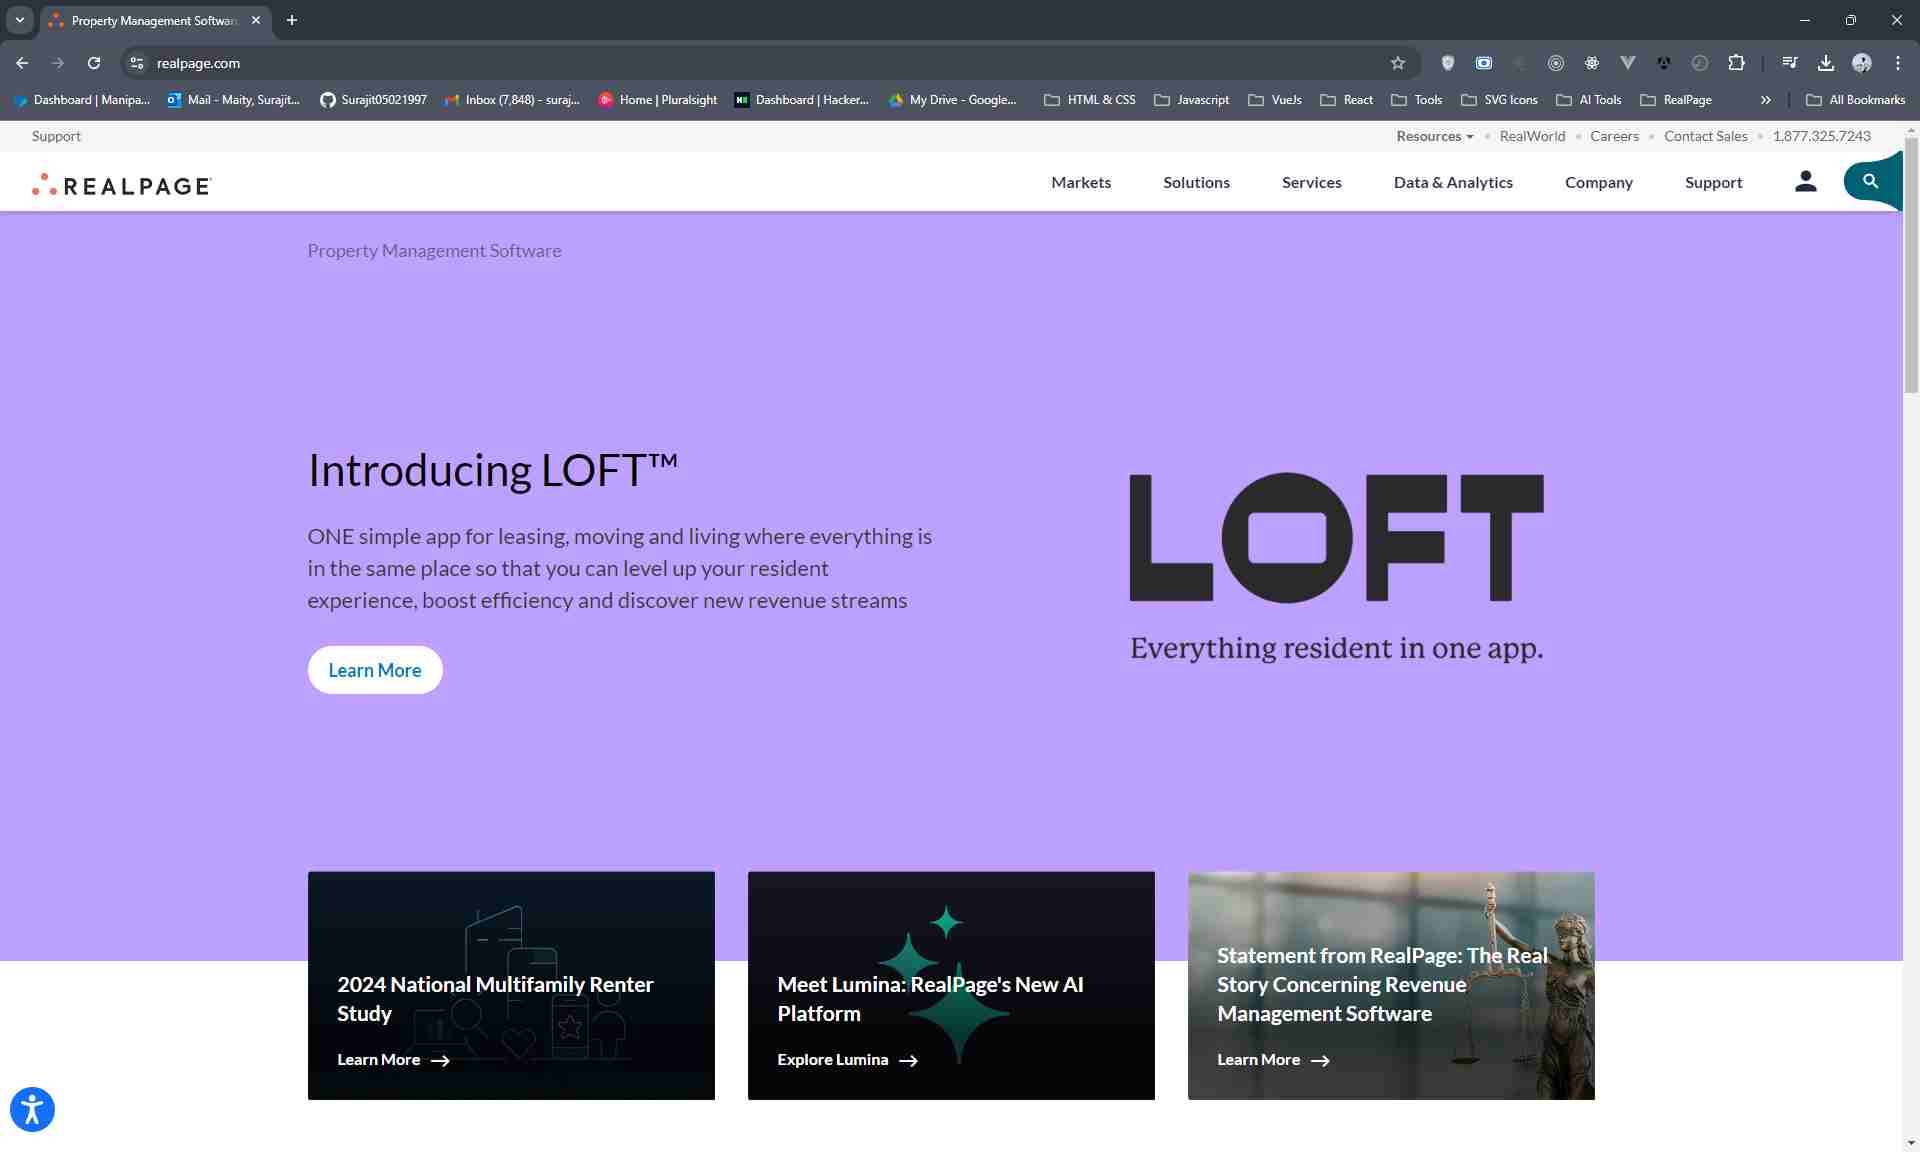 Property Management Softwar
realpage.com
Dashboard | Manipa...
Mail - Maity, Surajit...
Surajit05021997
Inbox (7,848) - suraj...
Home | Pluralsight
Dashboard | Hacker...
My Drive - Google...
HTML & CSS
Javascript
VueJs
React
Tools
SVG Icons
AI Tools
RealPage
All Bookmarks
Support
Resources
RealWorld
Careers
Contact Sales
1.877.325.7243
REALPAGE
Markets
Solutions
Services
Data & Analytics
Company
Support
Property Management Software
Introducing LOFT™
ONE simple app for leasing, moving and living where everything is
in the same place so that you can level up your resident
experience, boost efficiency and discover new revenue streams
Learn More
LOFT
Everything resident in one app.
2024 National Multifamily Renter
Study
Learn More
Meet Lumina: RealPage's New AI
Platform
Explore Lumina
Statement from RealPage: The Real
Story Concerning Revenue
Management Software
Learn More